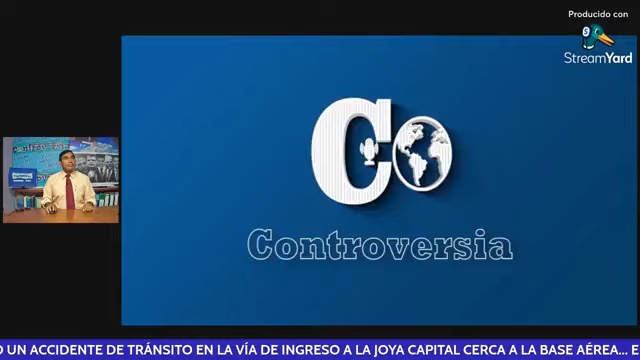 Producido con
StreamYard
Co
Controversia
O UN ACCIDENTE DE TRÁNSITO EN LA VÍA DE INGRESO A LA JOYA CAPITAL CERCA A LA BASE AÉREA... E